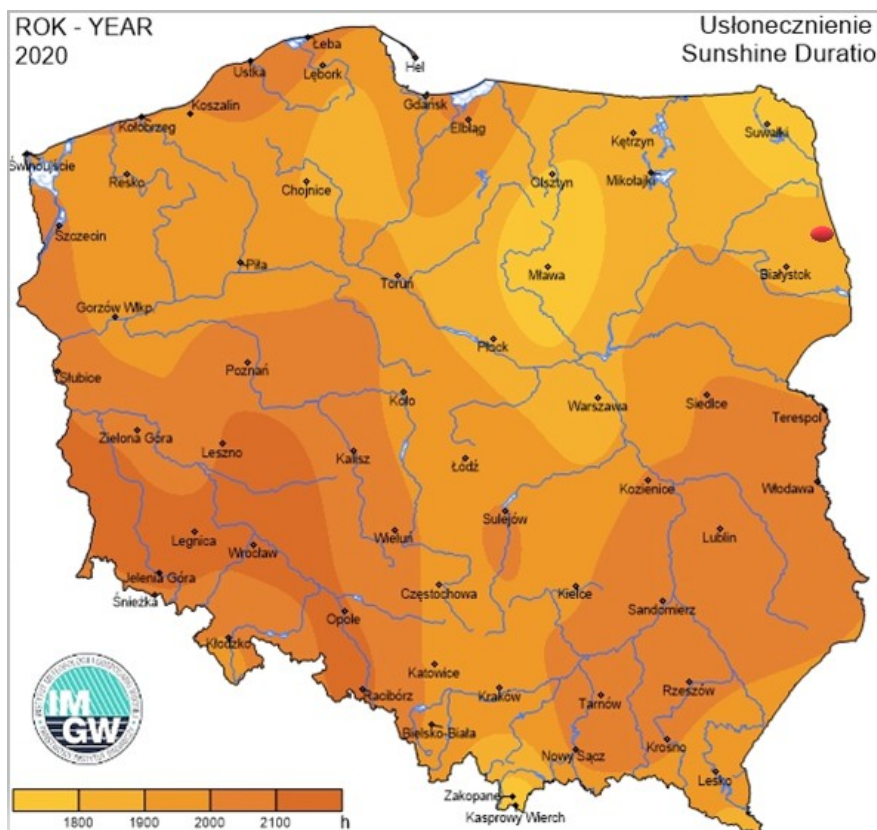 ROK - YEAR
2020
Usłonecznienie
Sunshine Duratio
Łeba
Hel
Ustka
Lębork
Gdańsk
Koszalin
Elbląg
Suwałki
Kołobrzeg
Kętrzyn
Świnoujście
Resko
Chojnice
Olsztyn
Mikołajki
Szczecin
Piła
Toruń
Mława
Białystok
Gorzów Wlkp.
Płock
Słubice
Poznań
Koło
Warszawa
Siedlce
Terespol
Zielona Góra
Leszno
Kalisz
Łódź
Kozienice
Włodawa
Sulejów
Legnica
Wrocław
Wieluń
Lublin
Jelenia Góra
Śnieżka
Częstochowa
Kielce
Sandomierz
Opole
Kłodzko
Katowice
Racibórz
Kraków
Tarnów
Rzeszów
Bielsko-Biała
Nowy Sącz
Krosno
Lesko
IM
GW
Zakopane
Kasprowy Wierch
1800 1900 2000 2100 h